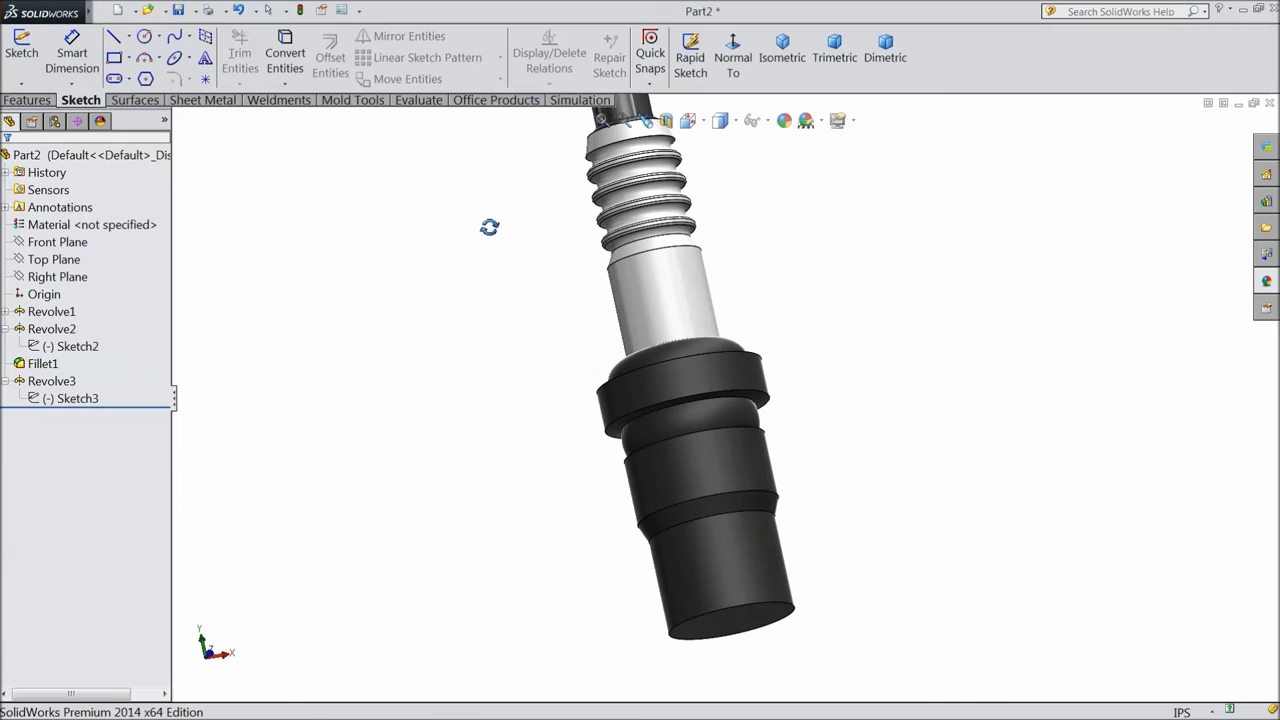 SOLIDWORKS
Part2 *
Search SolidWorks Help
Sketch
Smart Dimension
Trim Entities
Convert Entities
Offset Entities
Mirror Entities
Linear Sketch Pattern
Move Entities
Display/Delete Relations
Repair Sketch
Quick Snaps
Rapid Sketch
Normal To
Isometric
Trimetric
Dimetric
Features
Sketch
Surfaces
Sheet Metal
Weldments
Mold Tools
Evaluate
Office Products
Simulation
Part2 (Default<<Default>_Dis
History
Sensors
Annotations
Material <not specified>
Front Plane
Top Plane
Right Plane
Origin
Revolve1
Revolve2
(-) Sketch2
Fillet1
Revolve3
(-) Sketch3
Y
X
Z
SolidWorks Premium 2014 x64 Edition
IPS